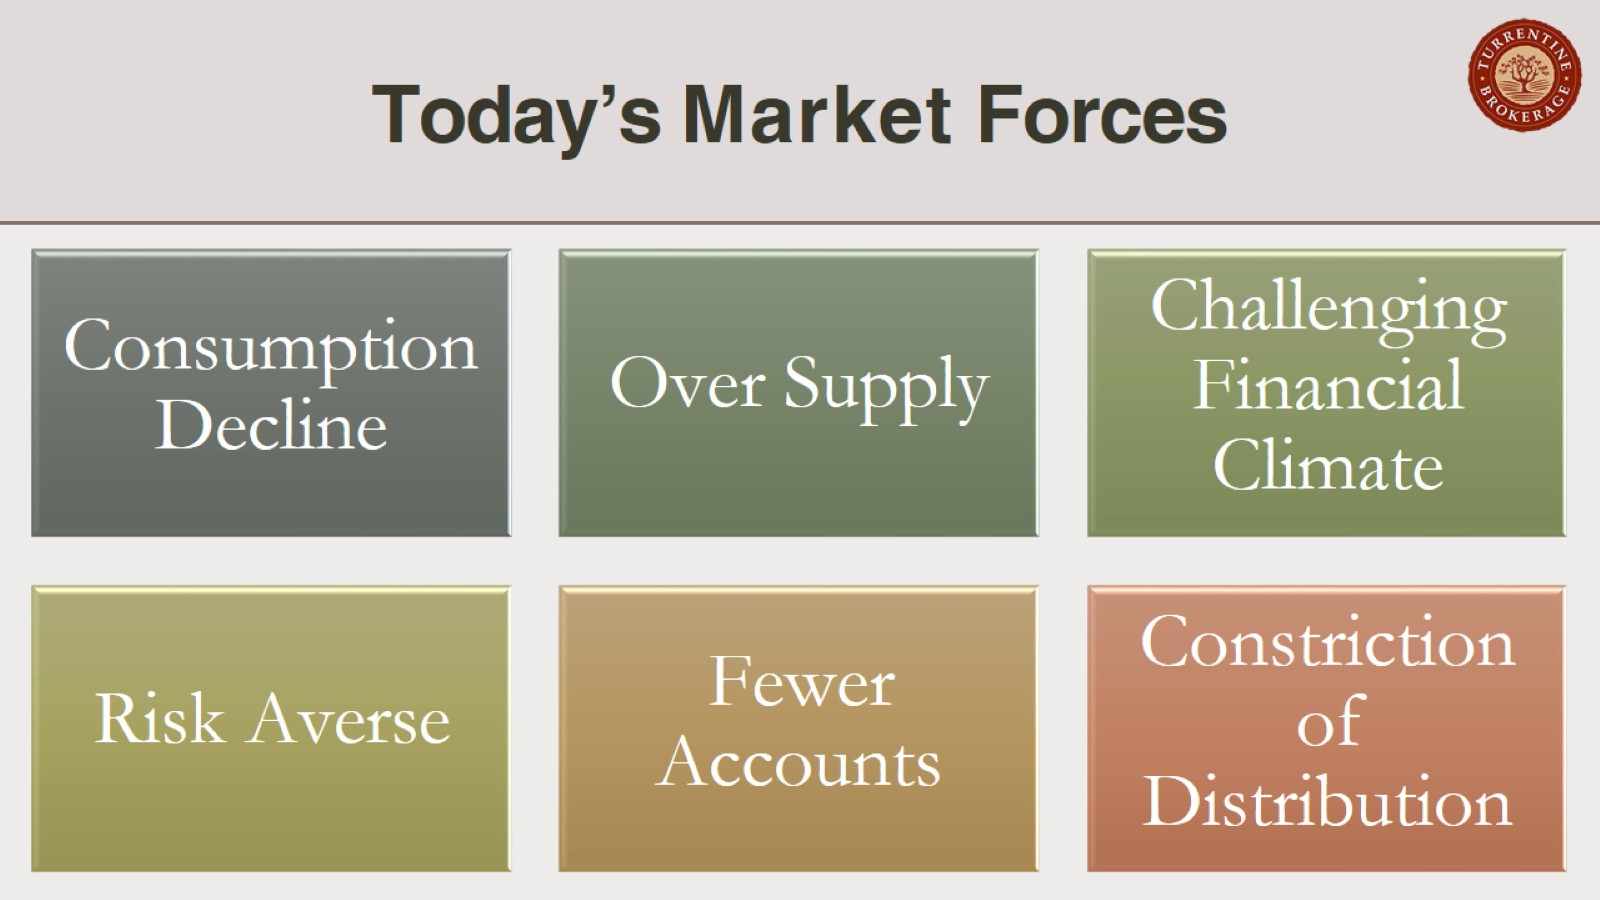 Today's Market Forces
TURRENTINE
BROKERAGE
Consumption
Decline
Over Supply
Challenging
Financial
Climate
Risk Averse
Fewer
Accounts
Constriction
of
Distribution